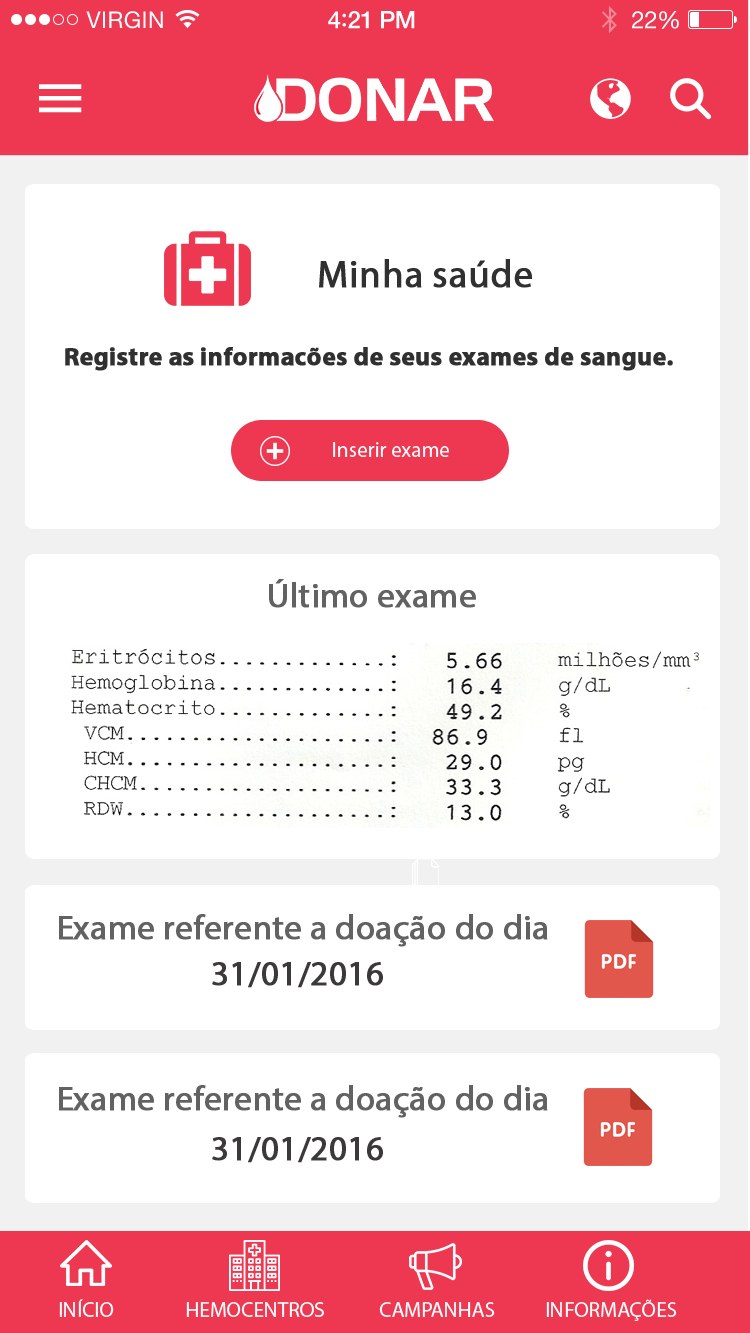 VIRGIN 4:21 PM 22%
DONAR
Minha saúde
Registre as informacões de seus exames de sangue.
Inserir exame
Último exame
Eritrócitos.............: 5.66 milhões/mm³
Hemoglobina.............: 16.4 g/dL
Hematocrito.............: 49.2 %
VCM....................: 86.9 fl
HCM....................: 29.0 pg
CHCM...................: 33.3 g/dL
RDW....................: 13.0 %
Exame referente a doação do dia
31/01/2016
PDF
Exame referente a doação do dia
31/01/2016
PDF
INÍCIO HEMOCENTROS CAMPANHAS INFORMAÇÕES